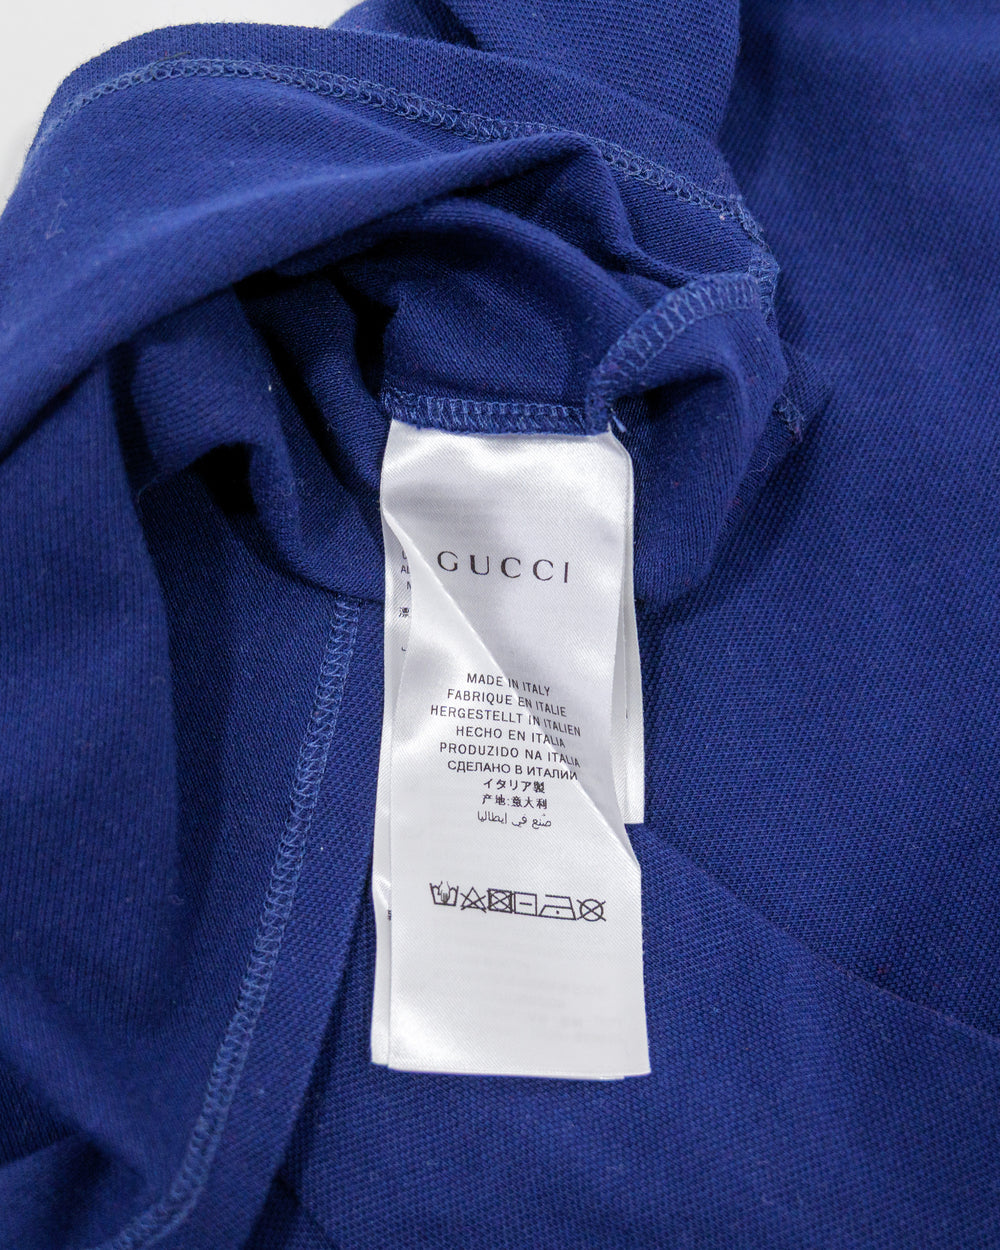 GUCCI
MADE IN ITALY
FABRIQUE EN ITALIE
HERGESTELLT IN ITALIEN
HECHO EN ITALIA
PRODUZIDO NA ITALIA
СДЕЛАНО В ИТАЛИИ
イタリア製
产地:意大利
صنع في إيطاليا